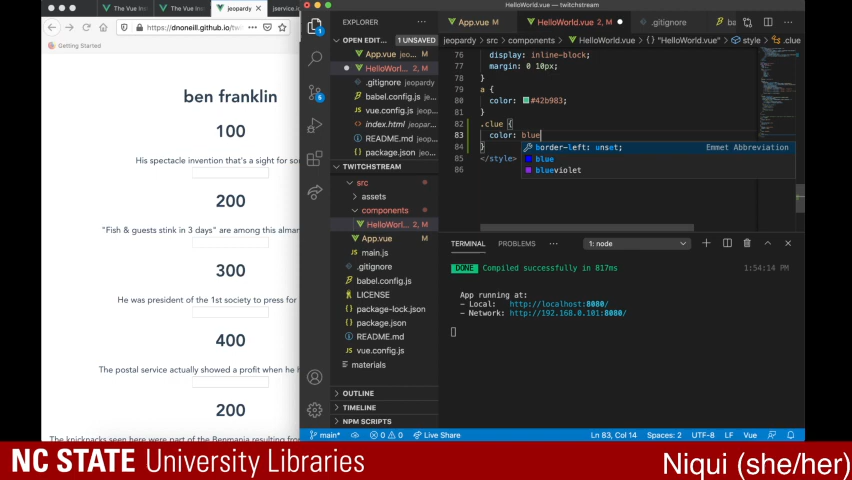 HelloWorld.vue — twitchstream
The Vue Ins
The Vue Ins
jeopardy
jservice.i
https://dnoneill.github.io/tw
Getting Started
ben franklin
100
His spectacle invention that's a sight for so
200
"Fish & guests stink in 3 days" are among this alma
300
He was president of the 1st society to press for
400
The postal service actually showed a profit when he h
200
The knickknacks seen here were part of the Benmania resulting fro
EXPLORER
OPEN EDIT... 1 UNSAVED
App.vue jeopardy...
HelloWorl... 2, M
.gitignore
babel.config.js je...
vue.config.js je...
index.html jeopar...
README.md jeo...
package.json jeo...
TWITCHSTREAM
src
assets
components
HelloWorl... 2, M
App.vue M
main.js
.gitignore
babel.config.js
LICENSE
package-lock.json
package.json
README.md
vue.config.js
materials
OUTLINE
TIMELINE
NPM SCRIPTS
App.vue M
HelloWorld.vue 2, M
.gitignore
ba
jeopardy > src > components > HelloWorld.vue > {} "HelloWorld.vue" > style > .clue
76 display: inline-block;
77 margin: 0 10px;
78 }
79 a {
80 color: #42b983;
81 }
82 .clue {
83 color: blue
84 }
85 </style>
86
border-left: unset; Emmet Abbreviation
blue
blueviolet
TERMINAL PROBLEMS ... 1: node
DONE Compiled successfully in 817ms 1:54:14 PM
App running at:
- Local: http://localhost:8080/
- Network: http://192.168.0.101:8080/
main* 0 0 Live Share Ln 83, Col 14 Spaces: 2 UTF-8 LF Vue
NC STATE University Libraries
Niqui (she/her)